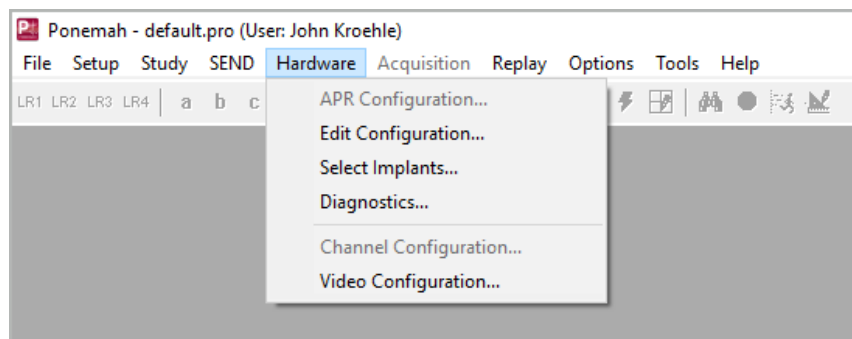 Ponemah - default.pro (User: John Kroehle)
File Setup Study SEND Hardware Acquisition Replay Options Tools Help
LR1 LR2 LR3 LR4 a b c
APR Configuration...
Edit Configuration...
Select Implants...
Diagnostics...
Channel Configuration...
Video Configuration...